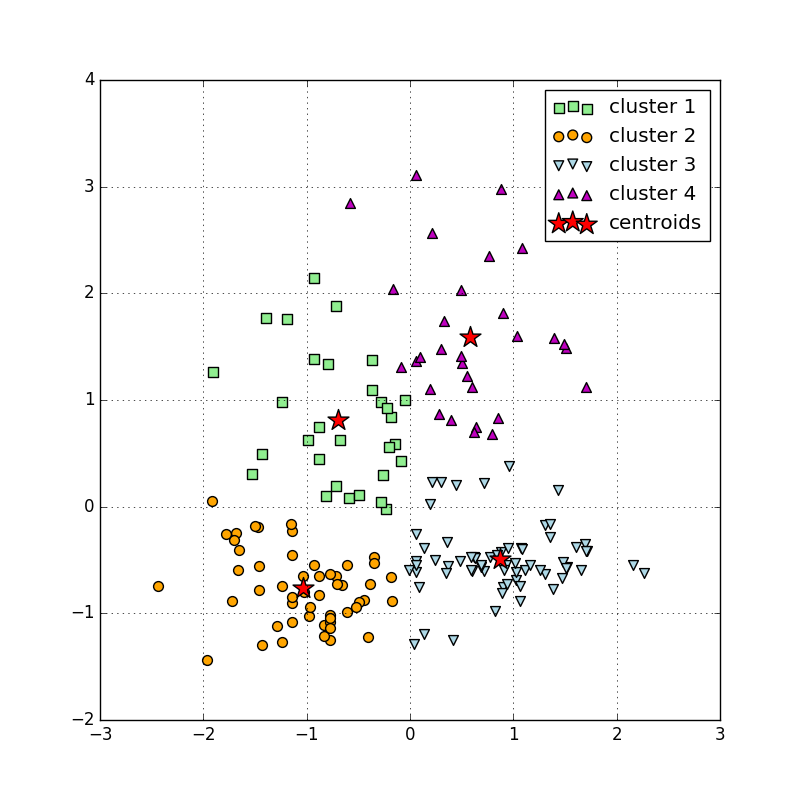 4
3
2
1
0
−1
−2
−3
−2
−1
0
1
2
3
cluster 1
cluster 2
cluster 3
cluster 4
centroids